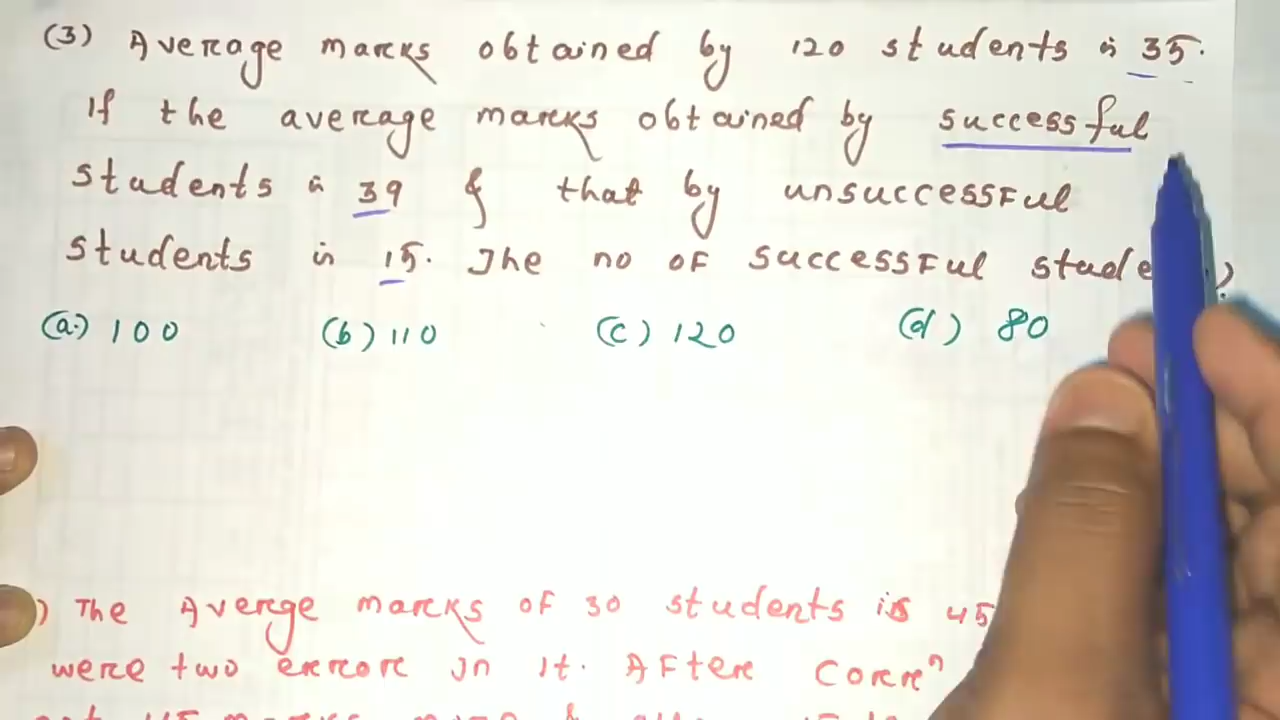 (3) Average marks obtained by 120 students is 35.
If the average marks obtained by successful
students is 39 & that by unsuccessful
students is 15. The no of successful stude ?
(a.) 100 (b) 110 (c) 120 (d) 80
) The Averge marks of 30 students is 45
were two error in it. After Corrⁿ